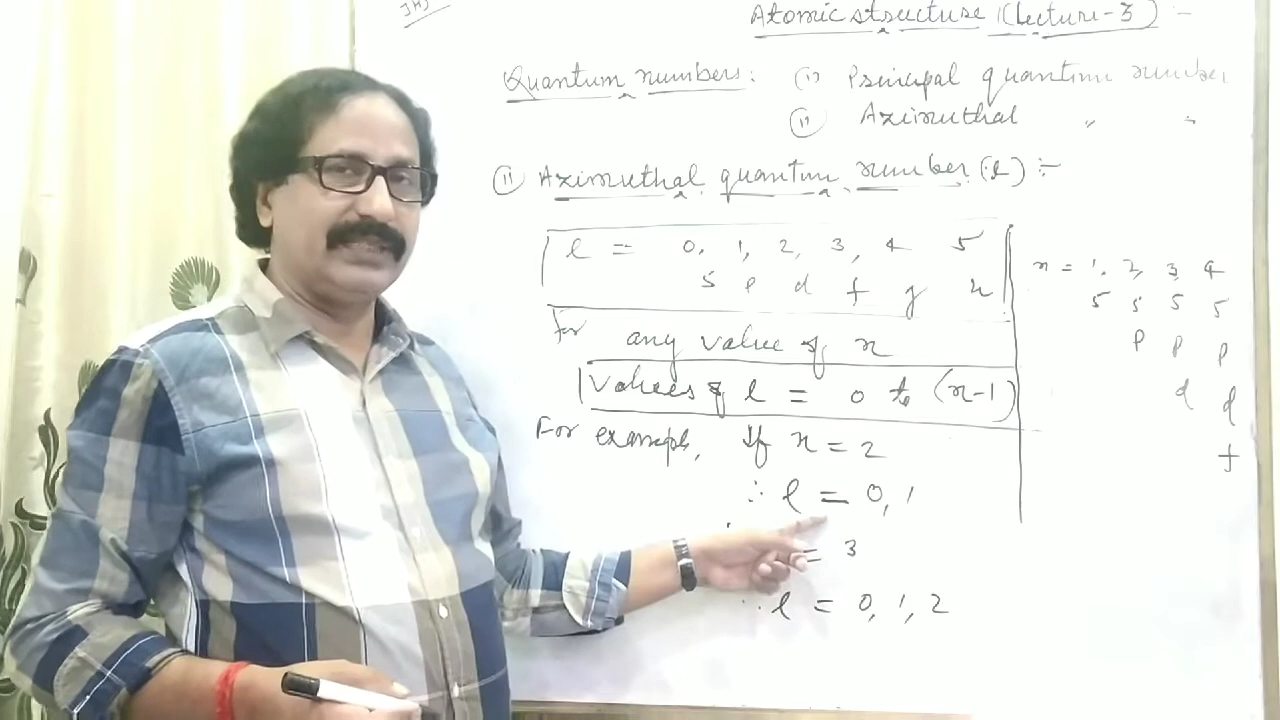 Atomic structure (Lecture-3) :-
Quantum numbers: (i) Principal quantum number
(ii) Azimuthal " "
(ii) Azimuthal quantum number (l) :-
l = 0, 1, 2, 3, 4 5
s p d f g h
for any value of n
Values of l = 0 to (n-1)
For example, If n = 2
∴ l = 0, 1
= 3
∴ l = 0, 1, 2
n = 1, 2, 3, 4
s s s s
p p p
d d
f